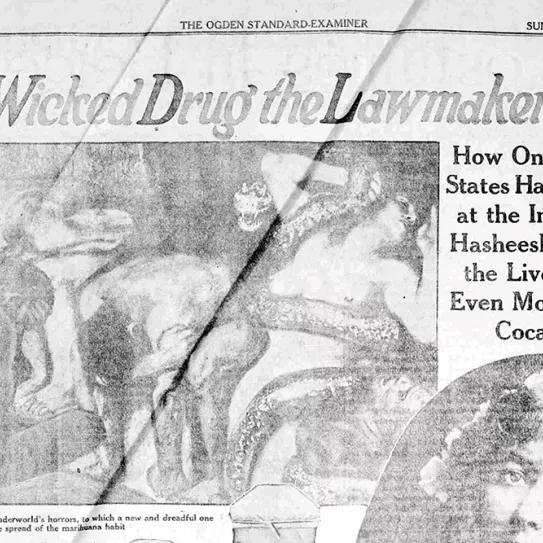 THE OGDEN STANDARD-EXAMINER
SUN
Wicked Drug the Lawmaker
How On
States Ha
at the In
Hasheesh
the Live
Even Mo
Coca
nderworld's horrors, to which a new and dreadful one
e spread of the marihuana habit